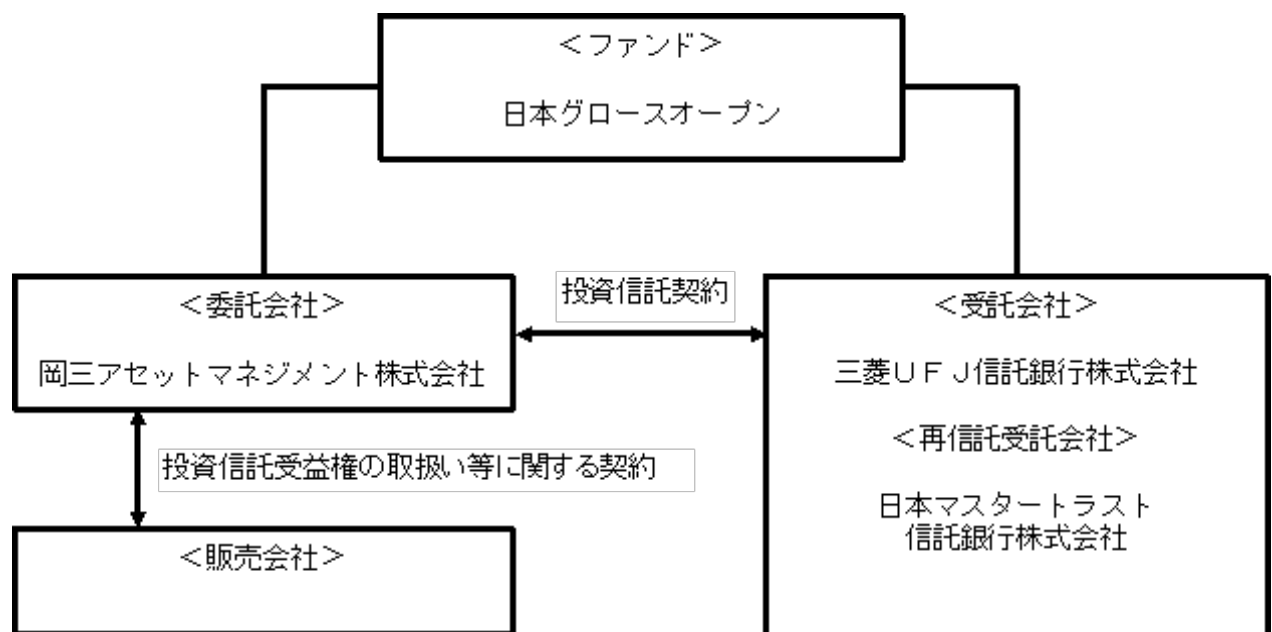 ＜ファンド＞
日本グロースオープン
＜委託会社＞
岡三アセットマネジメント株式会社
投資信託契約
＜受託会社＞
三菱ＵＦＪ信託銀行株式会社
＜再信託受託会社＞
日本マスタートラスト
信託銀行株式会社
投資信託受益権の取扱い等に関する契約
＜販売会社＞